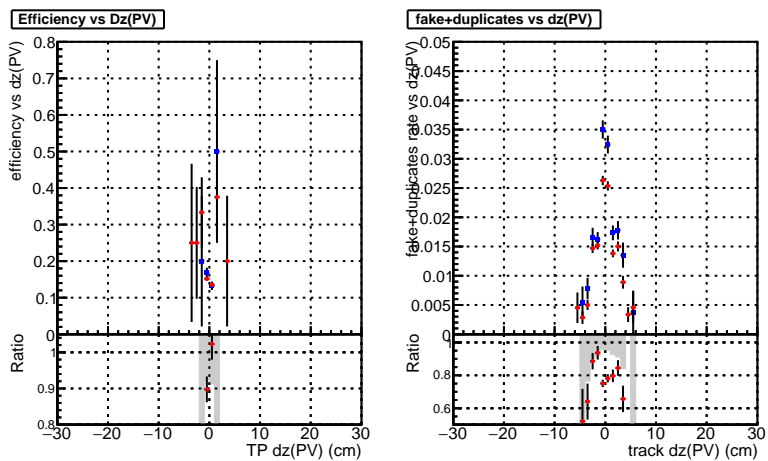 Efficiency vs Dz(PV)
efficiency vs dz(PV)
0.8
0.7
0.6
0.5
0.4
0.3
0.2
0.1
0
Ratio
1
0.9
0.8
−30 −20 −10 0 10 20 30
TP dz(PV) (cm)
fake+duplicates vs dz(PV)
fake+duplicates rate vs dz(PV)
0.05
0.045
0.04
0.035
0.03
0.025
0.02
0.015
0.01
0.005
0
Ratio
0.8
0.6
−30 −20 −10 0 10 20 30
track dz(PV) (cm)